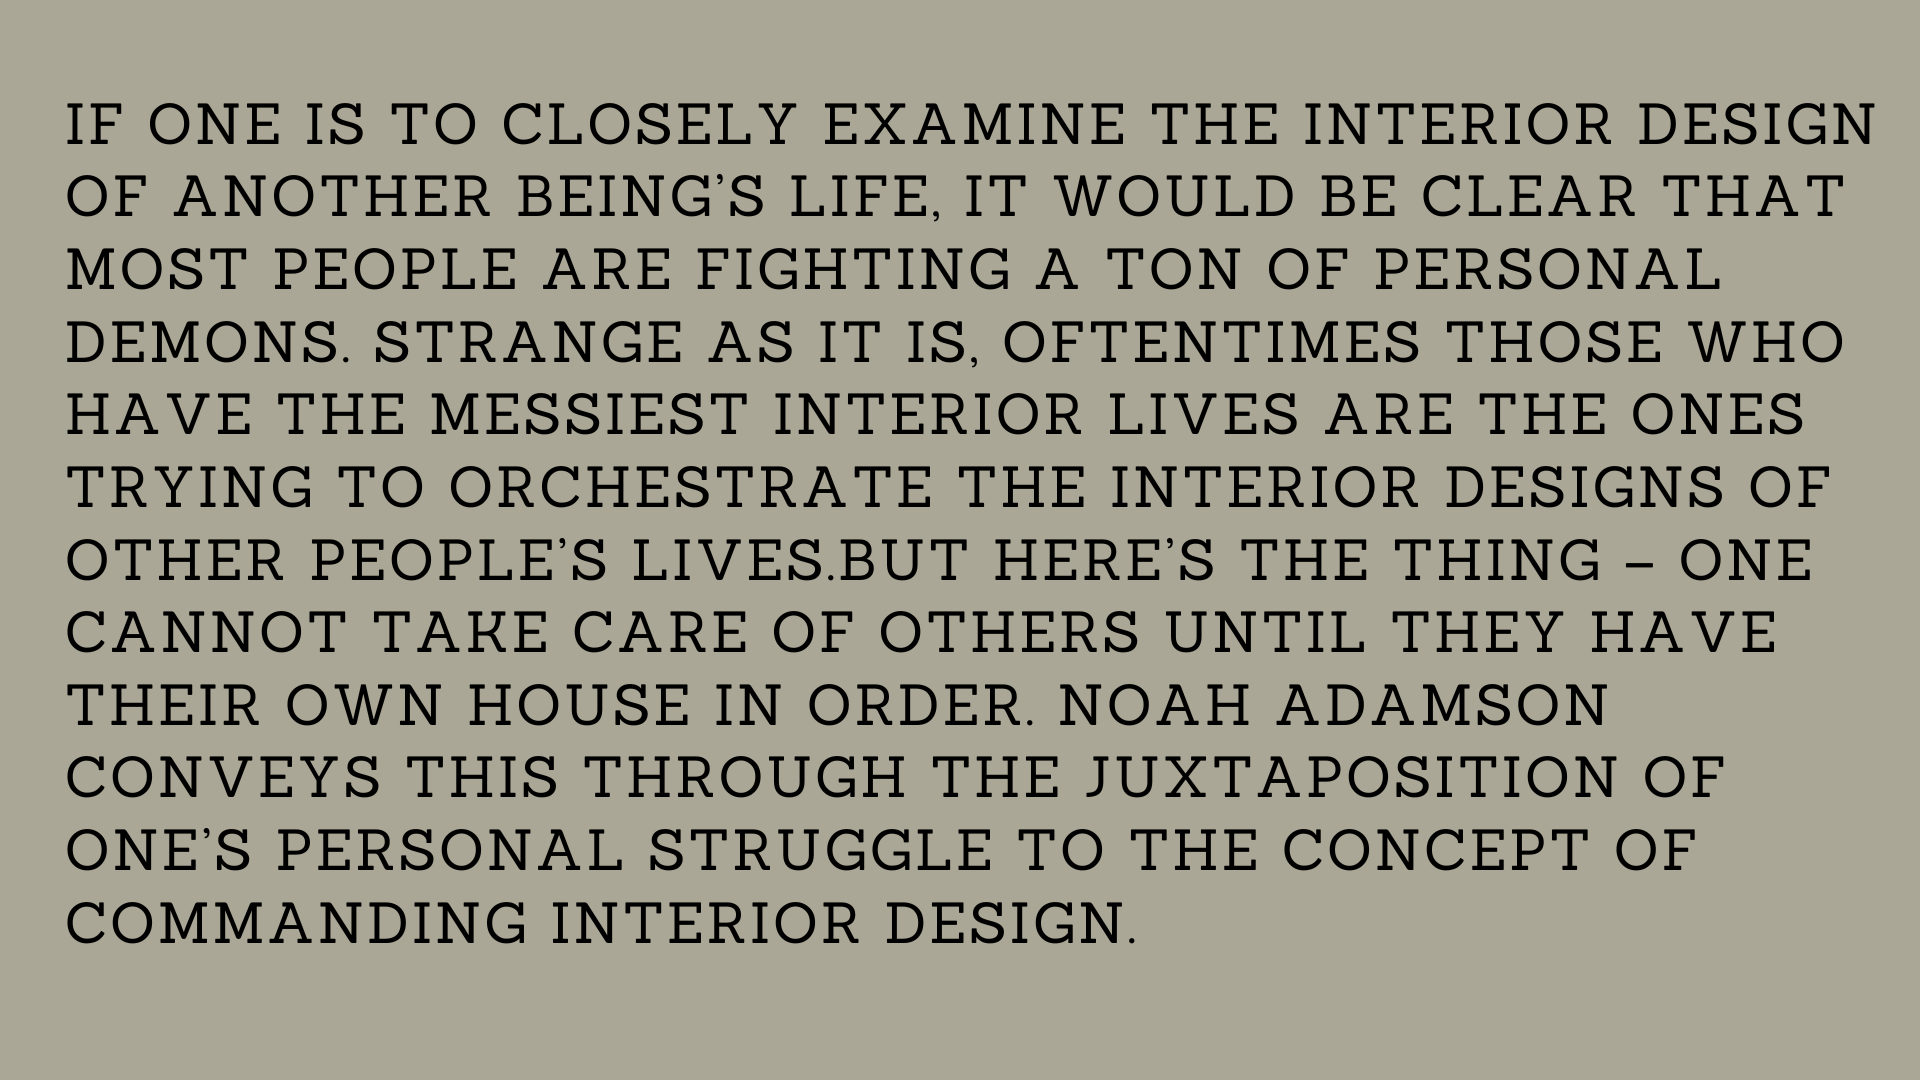 IF ONE IS TO CLOSELY EXAMINE THE INTERIOR DESIGN
OF ANOTHER BEING’S LIFE, IT WOULD BE CLEAR THAT
MOST PEOPLE ARE FIGHTING A TON OF PERSONAL
DEMONS. STRANGE AS IT IS, OFTENTIMES THOSE WHO
HAVE THE MESSIEST INTERIOR LIVES ARE THE ONES
TRYING TO ORCHESTRATE THE INTERIOR DESIGNS OF
OTHER PEOPLE’S LIVES.BUT HERE’S THE THING – ONE
CANNOT TAKE CARE OF OTHERS UNTIL THEY HAVE
THEIR OWN HOUSE IN ORDER. NOAH ADAMSON
CONVEYS THIS THROUGH THE JUXTAPOSITION OF
ONE’S PERSONAL STRUGGLE TO THE CONCEPT OF
COMMANDING INTERIOR DESIGN.